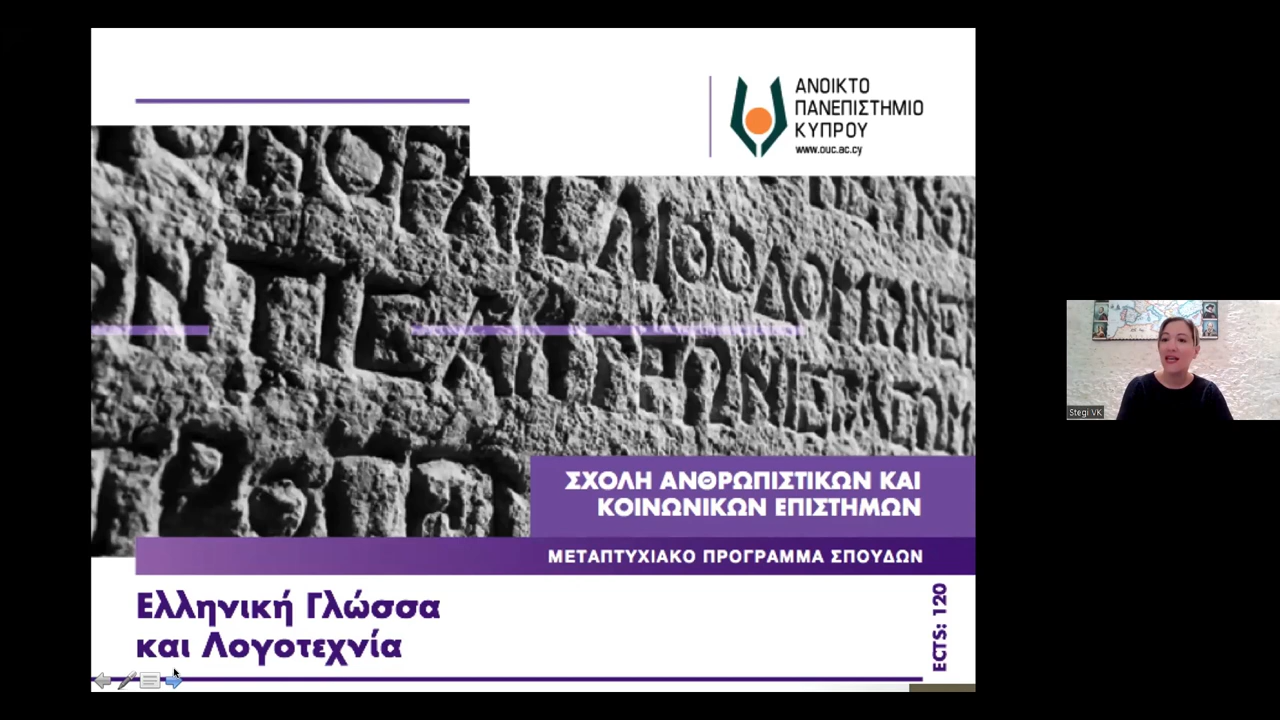 ΑΝΟΙΚΤΟ
ΠΑΝΕΠΙΣΤΗΜΙΟ
ΚΥΠΡΟΥ
www.ouc.ac.cy
ΣΧΟΛΗ ΑΝΘΡΩΠΙΣΤΙΚΩΝ ΚΑΙ
ΚΟΙΝΩΝΙΚΩΝ ΕΠΙΣΤΗΜΩΝ
ΜΕΤΑΠΤΥΧΙΑΚΟ ΠΡΟΓΡΑΜΜΑ ΣΠΟΥΔΩΝ
Ελληνική Γλώσσα
και Λογοτεχνία
ECTS: 120
Stegi VK